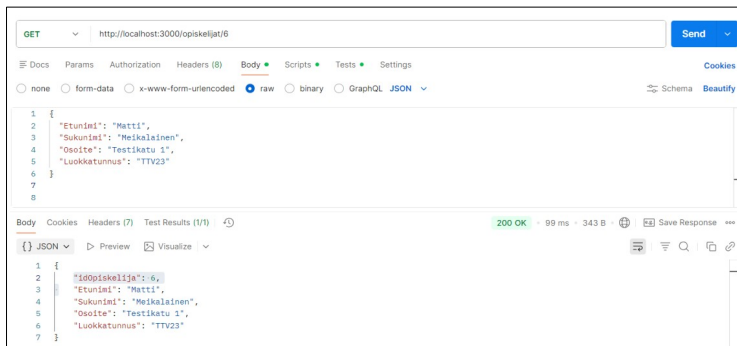 GET http://localhost:3000/opiskelijat/6 Send
Docs Params Authorization Headers (8) Body Scripts Tests Settings Cookies
none form-data x-www-form-urlencoded raw binary GraphQL JSON Schema Beautify
1 {
2 "Etunimi": "Matti",
3 "Sukunimi": "Meikalainen",
4 "Osoite": "Testikatu 1",
5 "Luokkatunnus": "TTV23"
6 }
7
8
Body Cookies Headers (7) Test Results (1/1) 200 OK 99 ms 343 B Save Response
{} JSON Preview Visualize
1 {
2 "idOpiskelija": 6,
3 "Etunimi": "Matti",
4 "Sukunimi": "Meikalainen",
5 "Osoite": "Testikatu 1",
6 "Luokkatunnus": "TTV23"
7 }